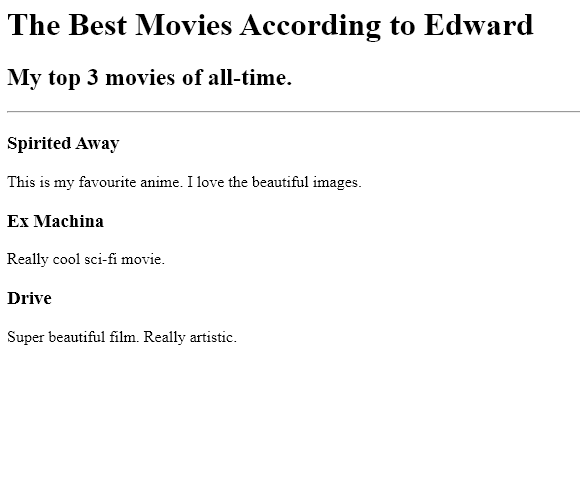 The Best Movies According to Edward
My top 3 movies of all-time.
Spirited Away
This is my favourite anime. I love the beautiful images.
Ex Machina
Really cool sci-fi movie.
Drive
Super beautiful film. Really artistic.